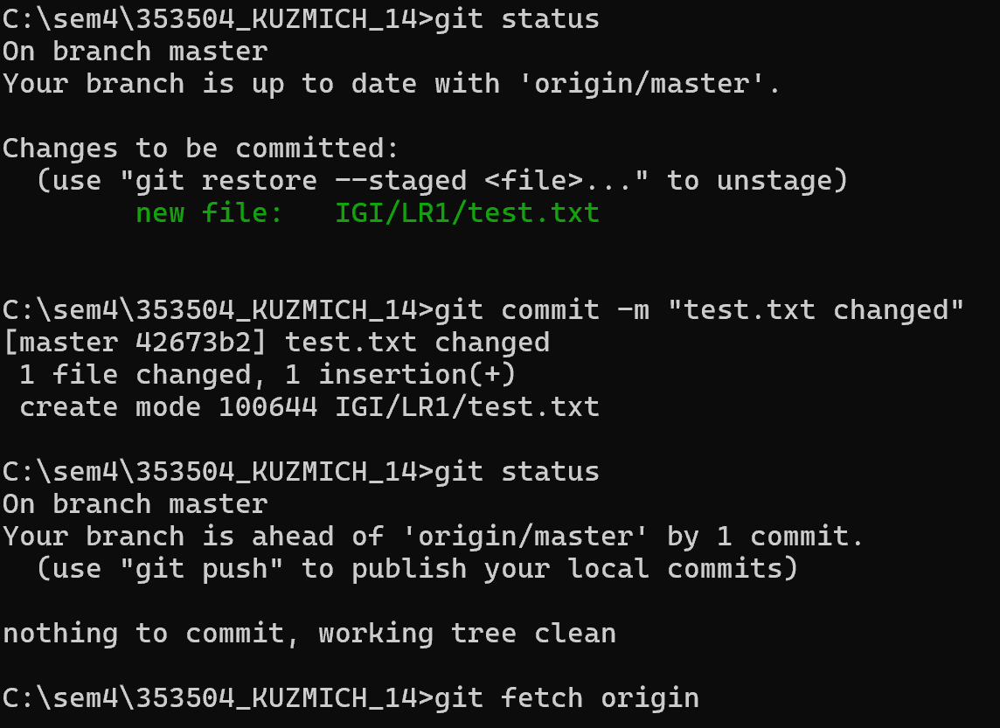 C:\sem4\353504_KUZMICH_14>git status
On branch master
Your branch is up to date with 'origin/master'.
Changes to be committed:
  (use "git restore --staged <file>..." to unstage)
        new file:   IGI/LR1/test.txt
C:\sem4\353504_KUZMICH_14>git commit -m "test.txt changed"
[master 42673b2] test.txt changed
 1 file changed, 1 insertion(+)
 create mode 100644 IGI/LR1/test.txt
C:\sem4\353504_KUZMICH_14>git status
On branch master
Your branch is ahead of 'origin/master' by 1 commit.
  (use "git push" to publish your local commits)
nothing to commit, working tree clean
C:\sem4\353504_KUZMICH_14>git fetch origin